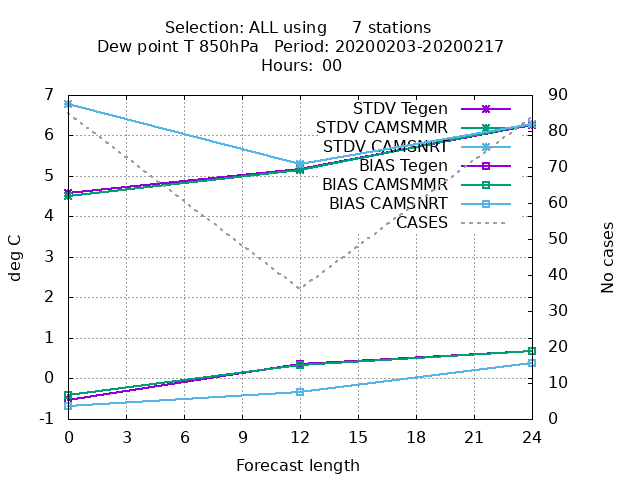 Selection: ALL using     7 stations
Dew point T 850hPa   Period: 20200203-20200217
Hours: 00
7
6
5
4
3
2
1
0
-1
deg C
STDV Tegen
STDV CAMSMMR
STDV CAMSNRT
BIAS Tegen
BIAS CAMSMMR
BIAS CAMSNRT
CASES
90
80
70
60
50
40
30
20
10
0
No cases
0 3 6 9 12 15 18 21 24
Forecast length